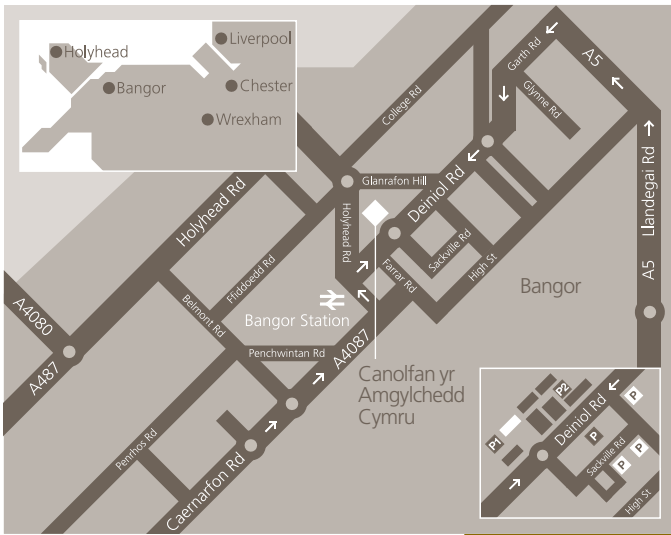 Holyhead
Liverpool
Bangor
Chester
Wrexham
Garth Rd
A5
Glynne Rd
College Rd
Llandegai Rd
A5
Glanrafon Hill
Deiniol Rd
Holyhead Rd
Holyhead Rd
Sackville Rd
High St
Farrar Rd
Ffiddoedd Rd
Belmont Rd
Bangor
Bangor Station
A4080
A487
Penchwintan Rd
A4087
Canolfan yr
Amgylchedd
Cymru
Penrhos Rd
Caernarfon Rd
P2
P
Deiniol Rd
P1
P
Sackville Rd
P
P
High St